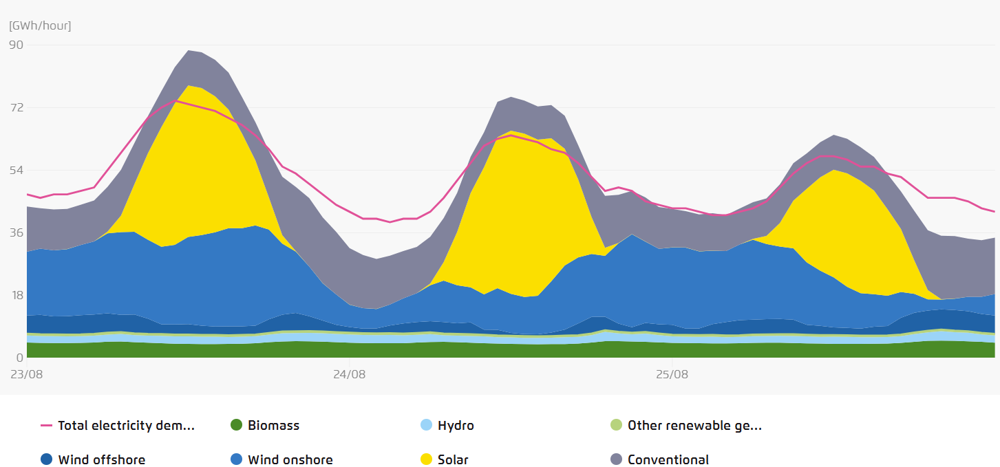 [GWh/hour]
90
72
54
36
18
0
23/08 24/08 25/08
Total electricity dem... Biomass Hydro Other renewable ge...
Wind offshore Wind onshore Solar Conventional